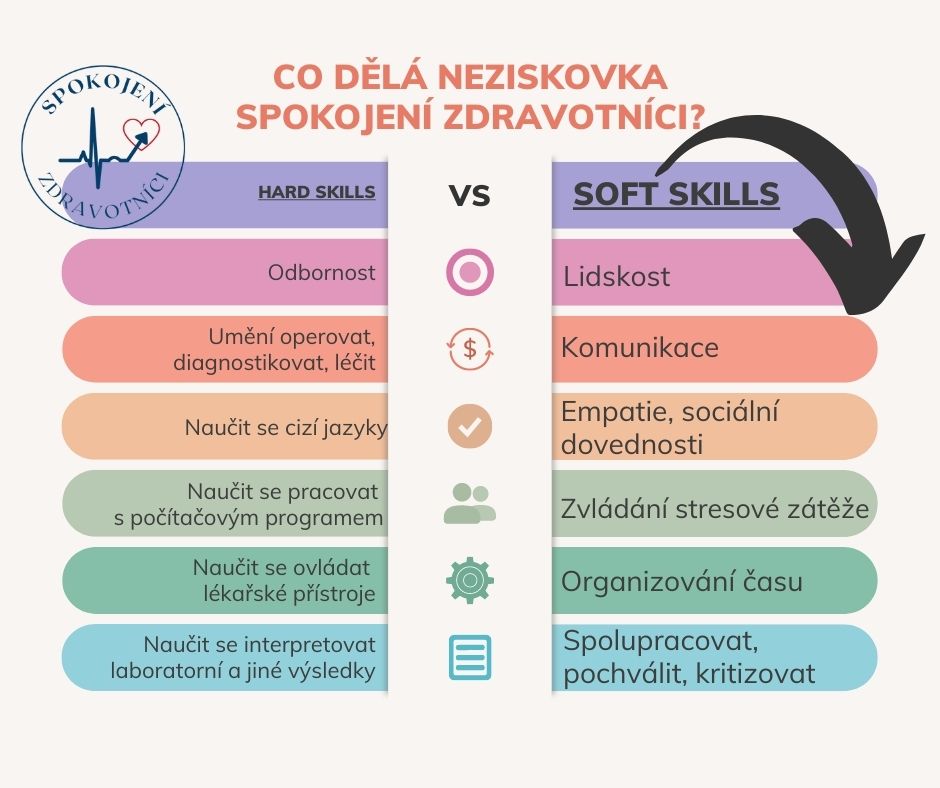 SPOKOJENÍ
ZDRAVOTNÍCI
CO DĚLÁ NEZISKOVKA
SPOKOJENÍ ZDRAVOTNÍCI?
HARD SKILLS
VS
SOFT SKILLS
Odbornost
Lidskost
Umění operovat,
diagnostikovat, léčit
$
Komunikace
Naučit se cizí jazyky
Empatie, sociální
dovednosti
Naučit se pracovat
s počítačovým programem
Zvládání stresové zátěže
Naučit se ovládat
lékařské přístroje
Organizování času
Naučit se interpretovat
laboratorní a jiné výsledky
Spolupracovat,
pochválit, kritizovat